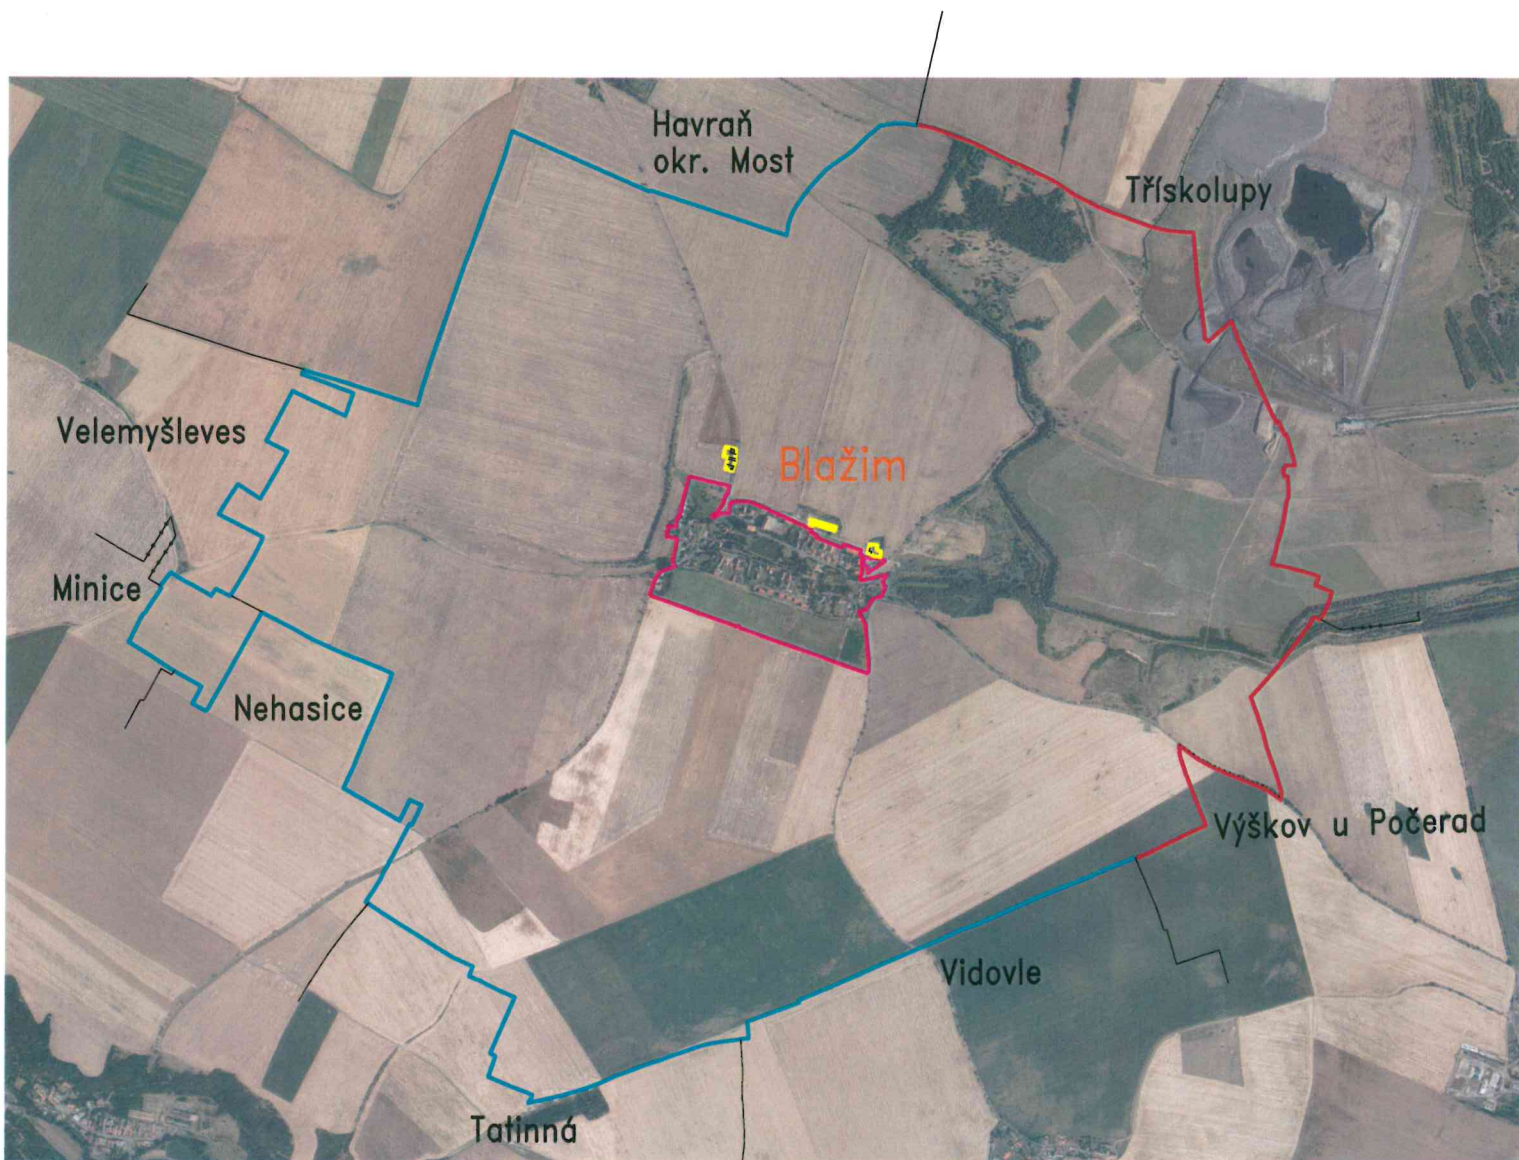 Havraň
okr. Most
Třískolupy
Velemyšleves
Blažim
Minice
Nehasice
Výškov u Počerad
Vidovle
Tatinná